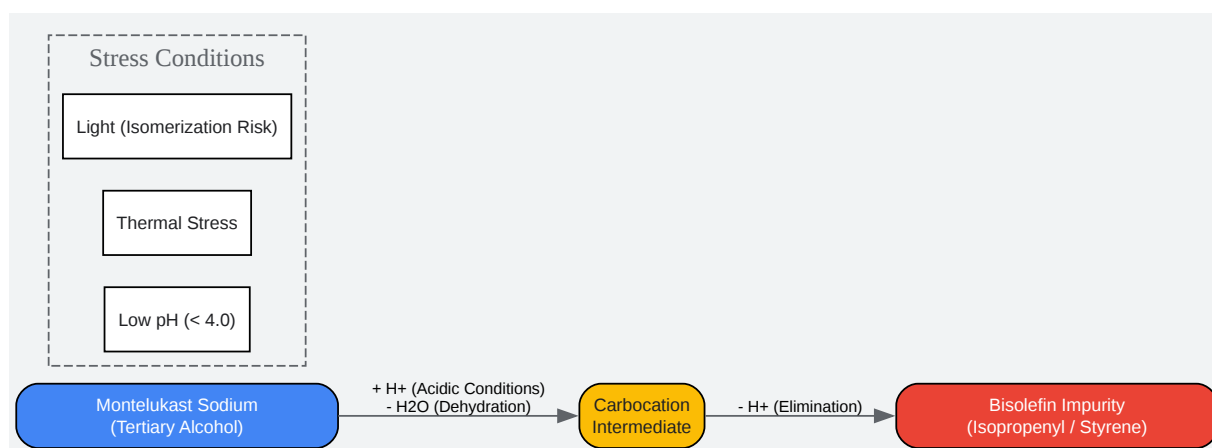 Stress Conditions
Light (Isomerization Risk)
Thermal Stress
Low pH (< 4.0)
Montelukast Sodium
(Tertiary Alcohol)
+ H+ (Acidic Conditions)
- H2O (Dehydration)
Carbocation
Intermediate
- H+ (Elimination)
Bisolefin Impurity
(Isopropenyl / Styrene)